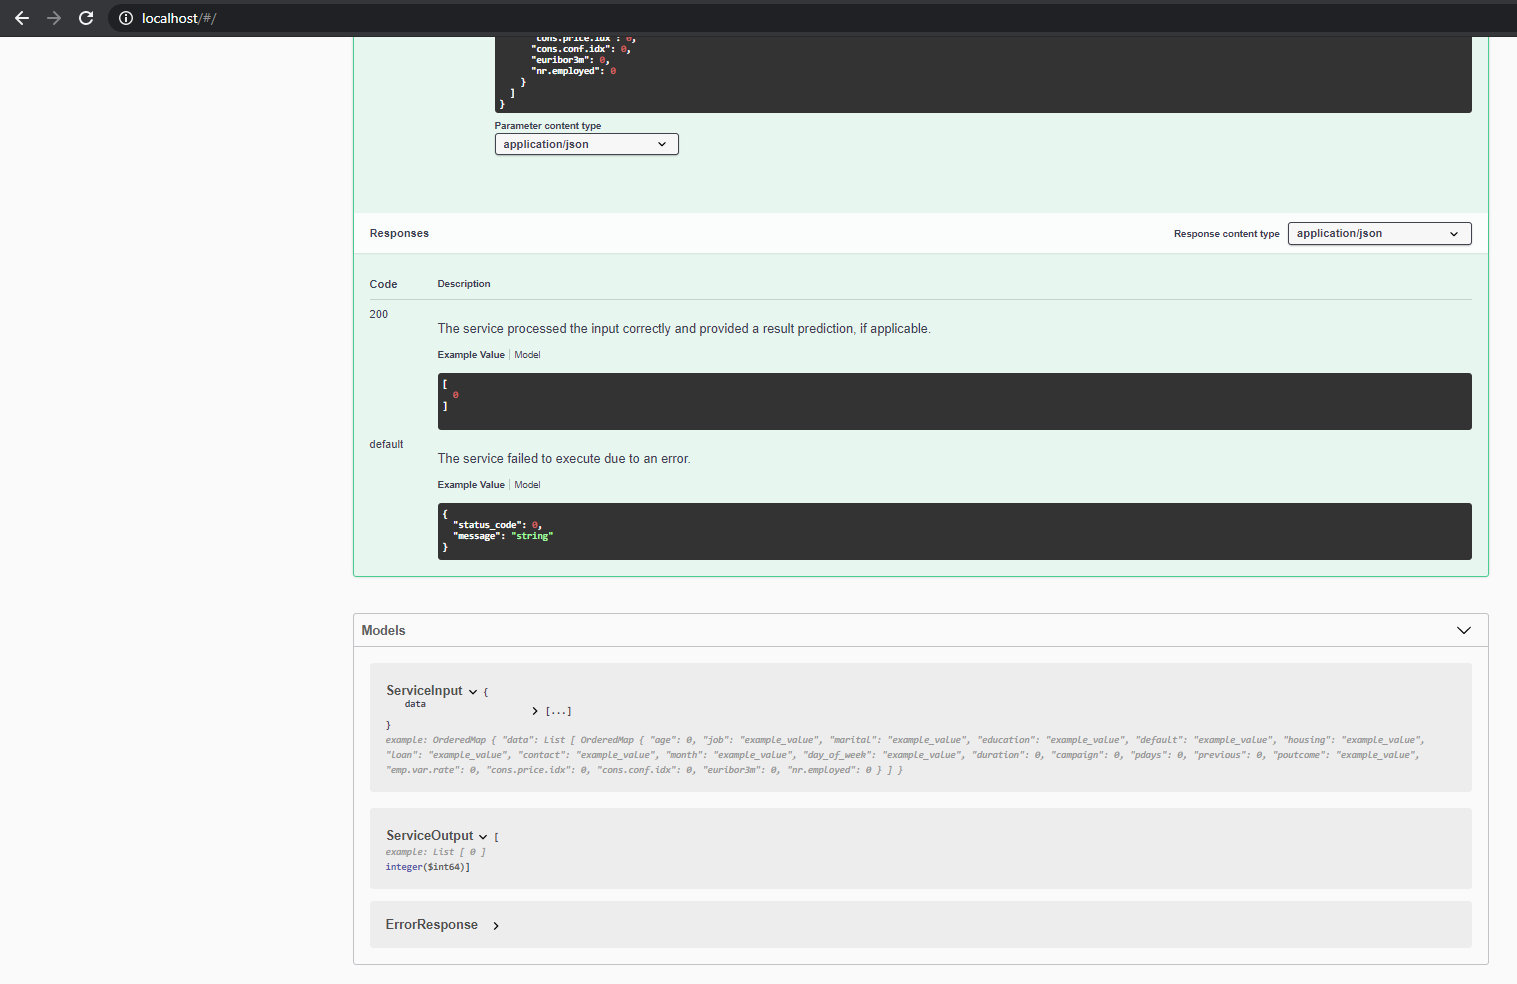 localhost/#/
"cons.price.idx": 0,
"cons.conf.idx": 0,
"euribor3m": 0,
"nr.employed": 0
}
]
}
Parameter content type
application/json
Responses
Response content type
application/json
Code Description
200
The service processed the input correctly and provided a result prediction, if applicable.
Example Value | Model
[
0
]
default
The service failed to execute due to an error.
Example Value | Model
{
"status_code": 0,
"message": "string"
}
Models
ServiceInput {
data
[...]
}
example: OrderedMap { "data": List [ OrderedMap { "age": 0, "job": "example_value", "marital": "example_value", "education": "example_value", "default": "example_value", "housing": "example_value",
"loan": "example_value", "contact": "example_value", "month": "example_value", "day_of_week": "example_value", "duration": 0, "campaign": 0, "pdays": 0, "previous": 0, "poutcome": "example_value",
"emp.var.rate": 0, "cons.price.idx": 0, "cons.conf.idx": 0, "euribor3m": 0, "nr.employed": 0 } ] }
ServiceOutput [
example: List [ 0 ]
integer($int64)]
ErrorResponse